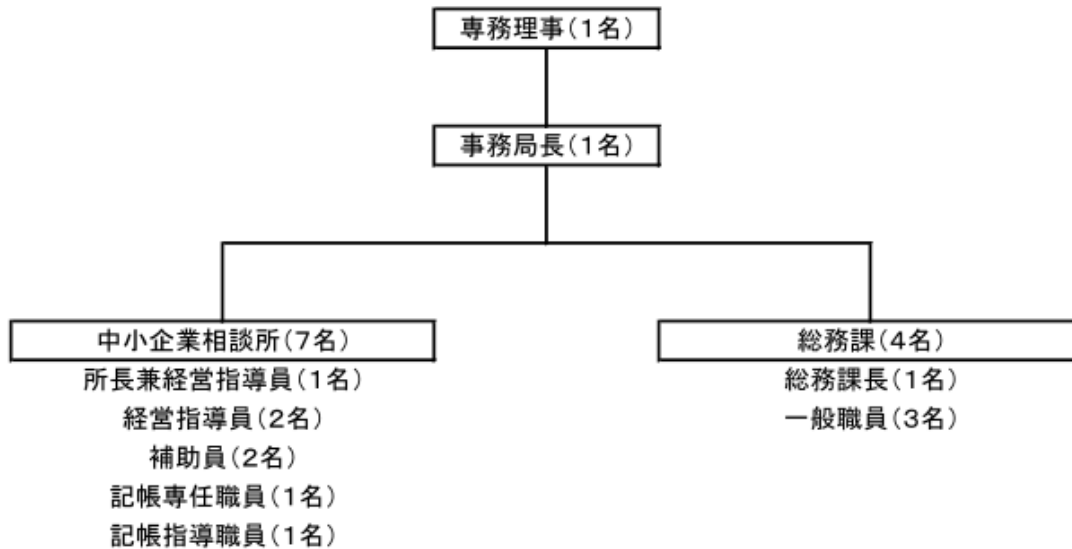 専務理事(1名)
事務局長(1名)
中小企業相談所(7名)
所長兼経営指導員(1名)
経営指導員(2名)
補助員(2名)
記帳専任職員(1名)
記帳指導職員(1名)
総務課(4名)
総務課長(1名)
一般職員(3名)